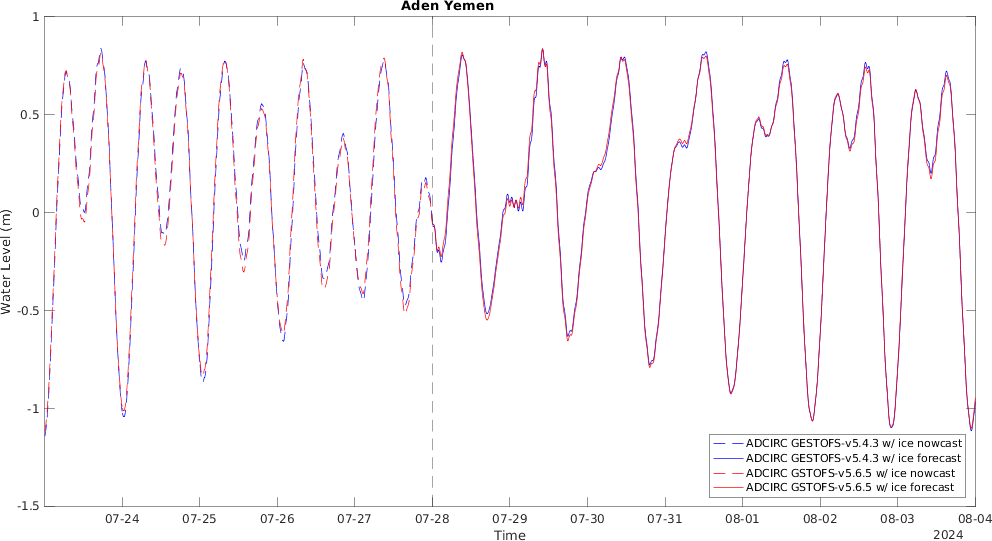 Aden Yemen
1
0.5
0
-0.5
-1
-1.5
Water Level (m)
07-24
07-25
07-26
07-27
07-28
07-29
07-30
07-31
08-01
08-02
08-03
08-04
Time
2024
ADCIRC GESTOFS-v5.4.3 w/ ice nowcast
ADCIRC GESTOFS-v5.4.3 w/ ice forecast
ADCIRC GSTOFS-v5.6.5 w/ ice nowcast
ADCIRC GSTOFS-v5.6.5 w/ ice forecast